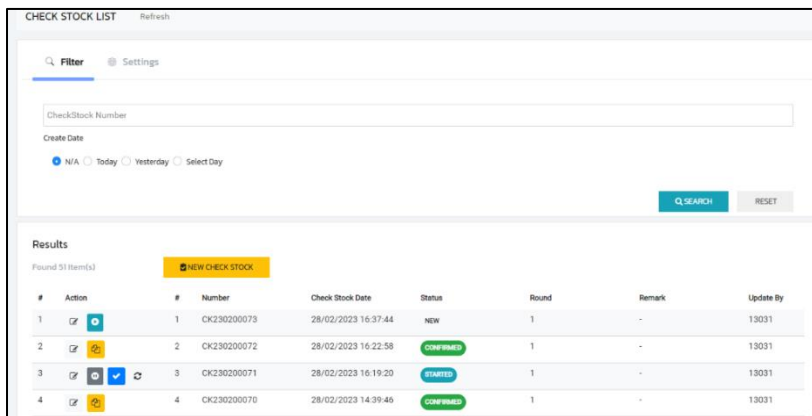 CHECK STOCK LIST Refresh
Filter Settings
CheckStock Number
Create Date
N/A Today Yesterday Select Day
SEARCH RESET
Results
Found 51 Item(s) NEW CHECK STOCK
# Action # Number Check Stock Date Status Round Remark Update By
1 1 CK230200073 28/02/2023 16:37:44 NEW 1 - 13031
2 2 CK230200072 28/02/2023 16:22:58 CONFIRMED 1 - 13031
3 3 CK230200071 28/02/2023 16:19:20 STARTED 1 - 13031
4 4 CK230200070 28/02/2023 14:39:46 CONFIRMED 1 - 13031